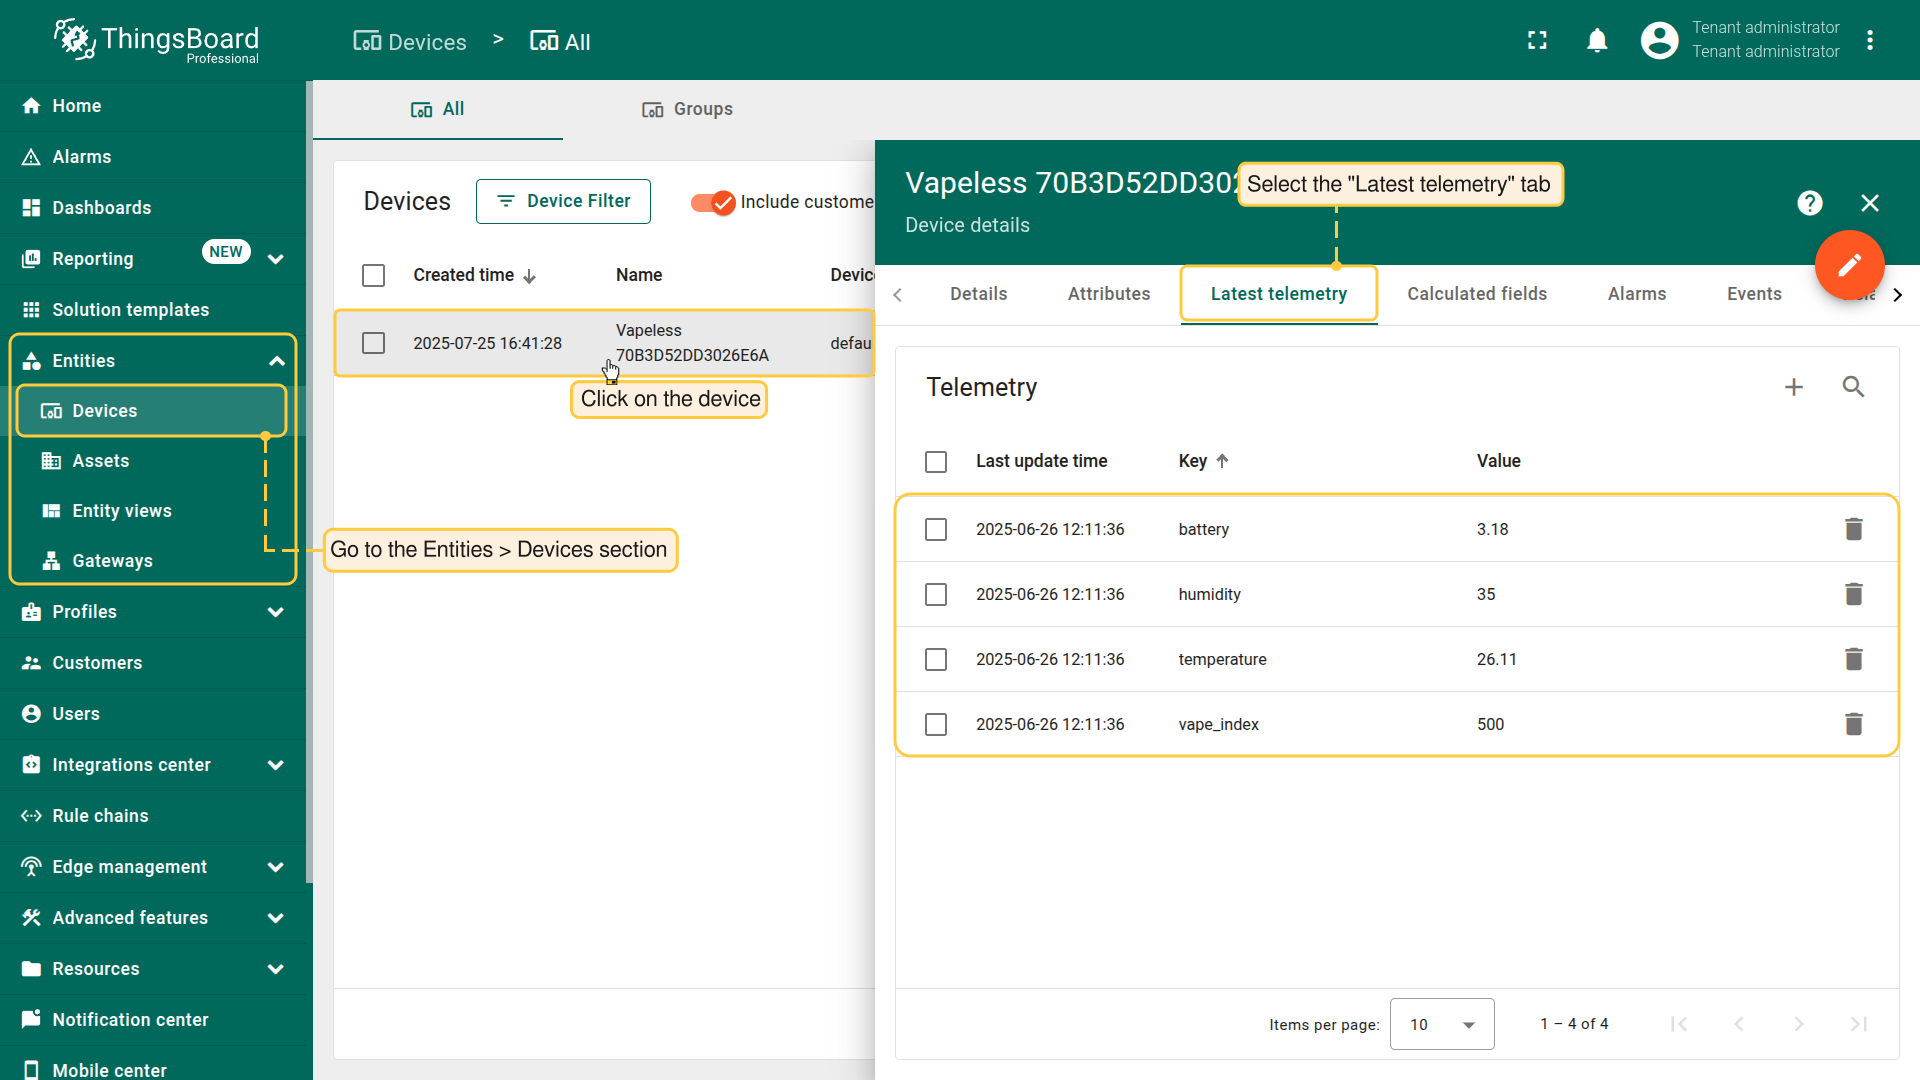 ThingsBoard
Professional
Devices > All
Tenant administrator
Tenant administrator
Home
Alarms
Dashboards
Reporting NEW
Solution templates
Entities
Devices
Assets
Entity views
Gateways
Profiles
Customers
Users
Integrations center
Rule chains
Edge management
Advanced features
Resources
Notification center
Mobile center
All Groups
Devices Device Filter Include custome
Created time Name Devic
2025-07-25 16:41:28 Vapeless 70B3D52DD3026E6A defau
Click on the device
Go to the Entities > Devices section
Vapeless 70B3D52DD302
Select the "Latest telemetry" tab
Device details
Details Attributes Latest telemetry Calculated fields Alarms Events
Telemetry
Last update time Key Value
2025-06-26 12:11:36 battery 3.18
2025-06-26 12:11:36 humidity 35
2025-06-26 12:11:36 temperature 26.11
2025-06-26 12:11:36 vape_index 500
Items per page: 10 1 – 4 of 4